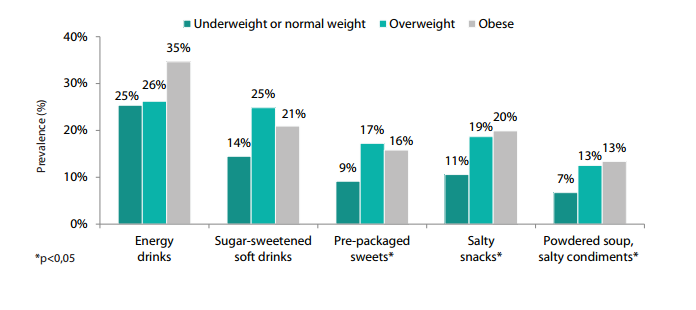 Underweight or normal weight Overweight Obese
40%
30%
20%
10%
0%
Prevalence (%)
25% 26% 35%
14% 25% 21%
9% 17% 16%
11% 19% 20%
7% 13% 13%
Energy
drinks
Sugar-sweetened
soft drinks
Pre-packaged
sweets*
Salty
snacks*
Powdered soup,
salty condiments*
*p<0,05